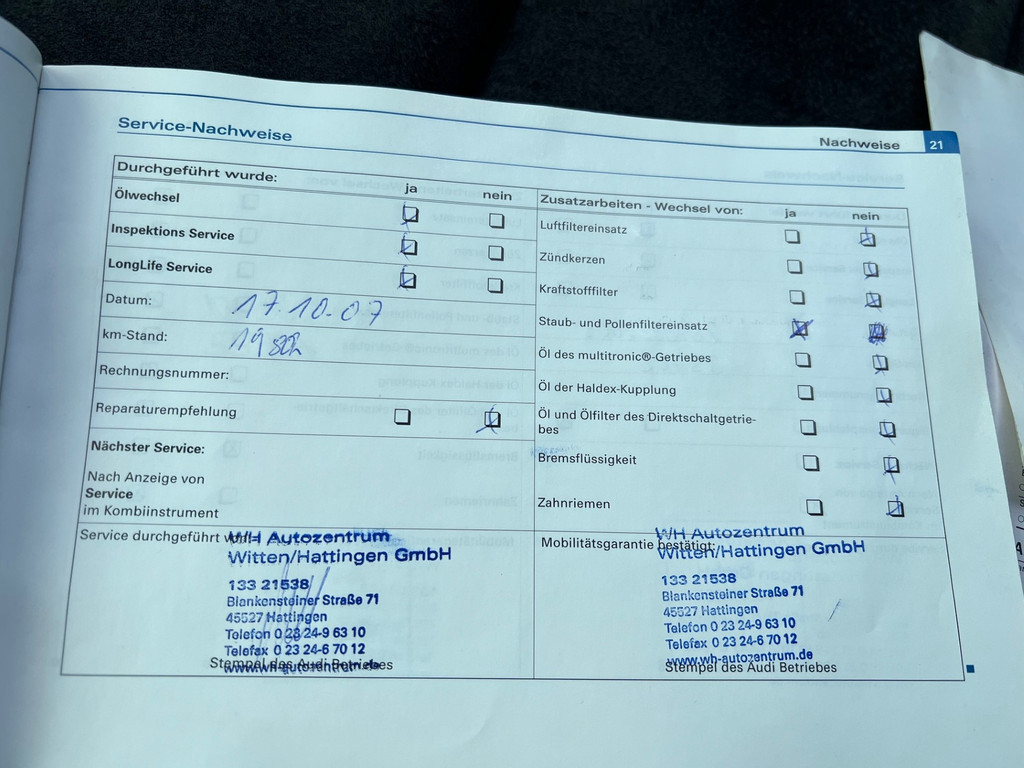 Service-Nachweise
Nachweise 21
Durchgeführt wurde: ja nein
Ölwechsel
Inspektions Service
LongLife Service
Datum: 17.10.07
km-Stand:
Rechnungsnummer:
Reparaturempfehlung
Nächster Service:
Nach Anzeige von
Service
im Kombiinstrument
Zusatzarbeiten - Wechsel von: ja nein
Luftfiltereinsatz
Zündkerzen
Kraftstofffilter
Staub- und Pollenfiltereinsatz
Öl des multitronic®-Getriebes
Öl der Haldex-Kupplung
Öl und Ölfilter des Direktschaltgetrie-
bes
Bremsflüssigkeit
Zahnriemen
Service durchgeführt
WH Autozentrum
Witten/Hattingen GmbH
133 21538
Blankensteiner Straße 71
45527 Hattingen
Telefon 0 23 24-9 63 10
Telefax 0 23 24-6 70 12
www.wh-autozentrum.de
Stempel des Audi Betriebes
Mobilitätsgarantie bestätigt:
WH Autozentrum
Witten/Hattingen GmbH
133 21538
Blankensteiner Straße 71
45527 Hattingen
Telefon 0 23 24-9 63 10
Telefax 0 23 24-6 70 12
www.wh-autozentrum.de
Stempel des Audi Betriebes